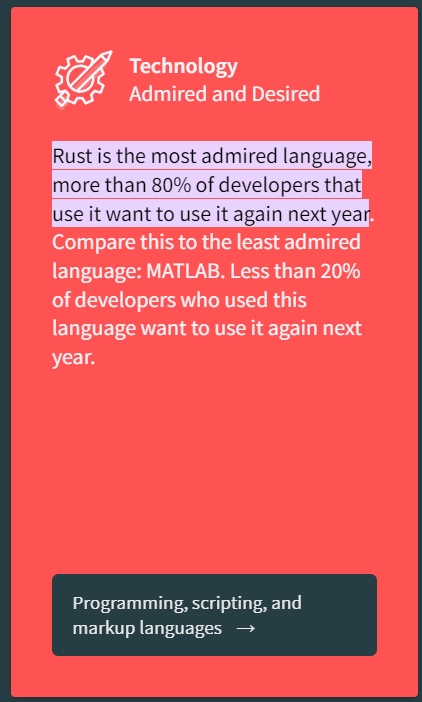 Technology
Admired and Desired
Rust is the most admired language,
more than 80% of developers that
use it want to use it again next year.
Compare this to the least admired
language: MATLAB. Less than 20%
of developers who used this
language want to use it again next
year.
Programming, scripting, and
markup languages →